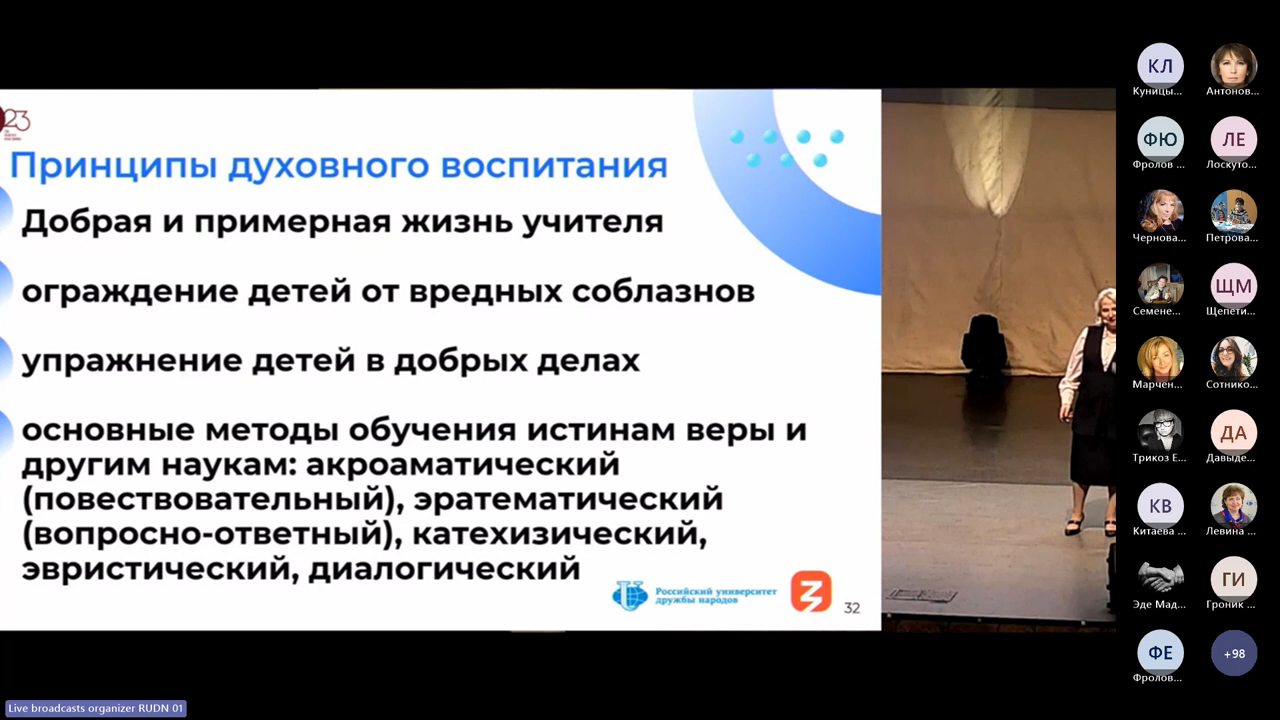 23
Принципы духовного воспитания
Добрая и примерная жизнь учителя
ограждение детей от вредных соблазнов
упражнение детей в добрых делах
основные методы обучения истинам веры и
другим наукам: акроаматический
(повествовательный), эратематический
(вопросно-ответный), катехизический,
эвристический, диалогический
Российский университет
дружбы народов
32
КЛ
Куницы...
Антонов...
ФЮ
Фролов ...
ЛЕ
Лоскуто...
Чернова...
Петрова...
Семене...
ЩМ
Щепети...
Марчен...
Сотнико...
Трикоз Е...
ДА
Давыде...
КВ
Китаева ...
Левина ...
Эде Мад...
ГИ
Гроник ...
ФЕ
Фролов...
+98
Live broadcasts organizer RUDN 01